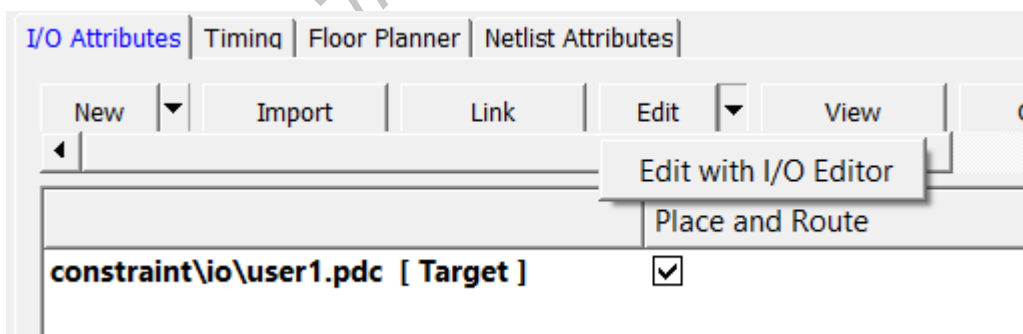 I/O Attributes Timing Floor Planner Netlist Attributes
New Import Link Edit View
Edit with I/O Editor
Place and Route
constraint\io\user1.pdc [ Target ]